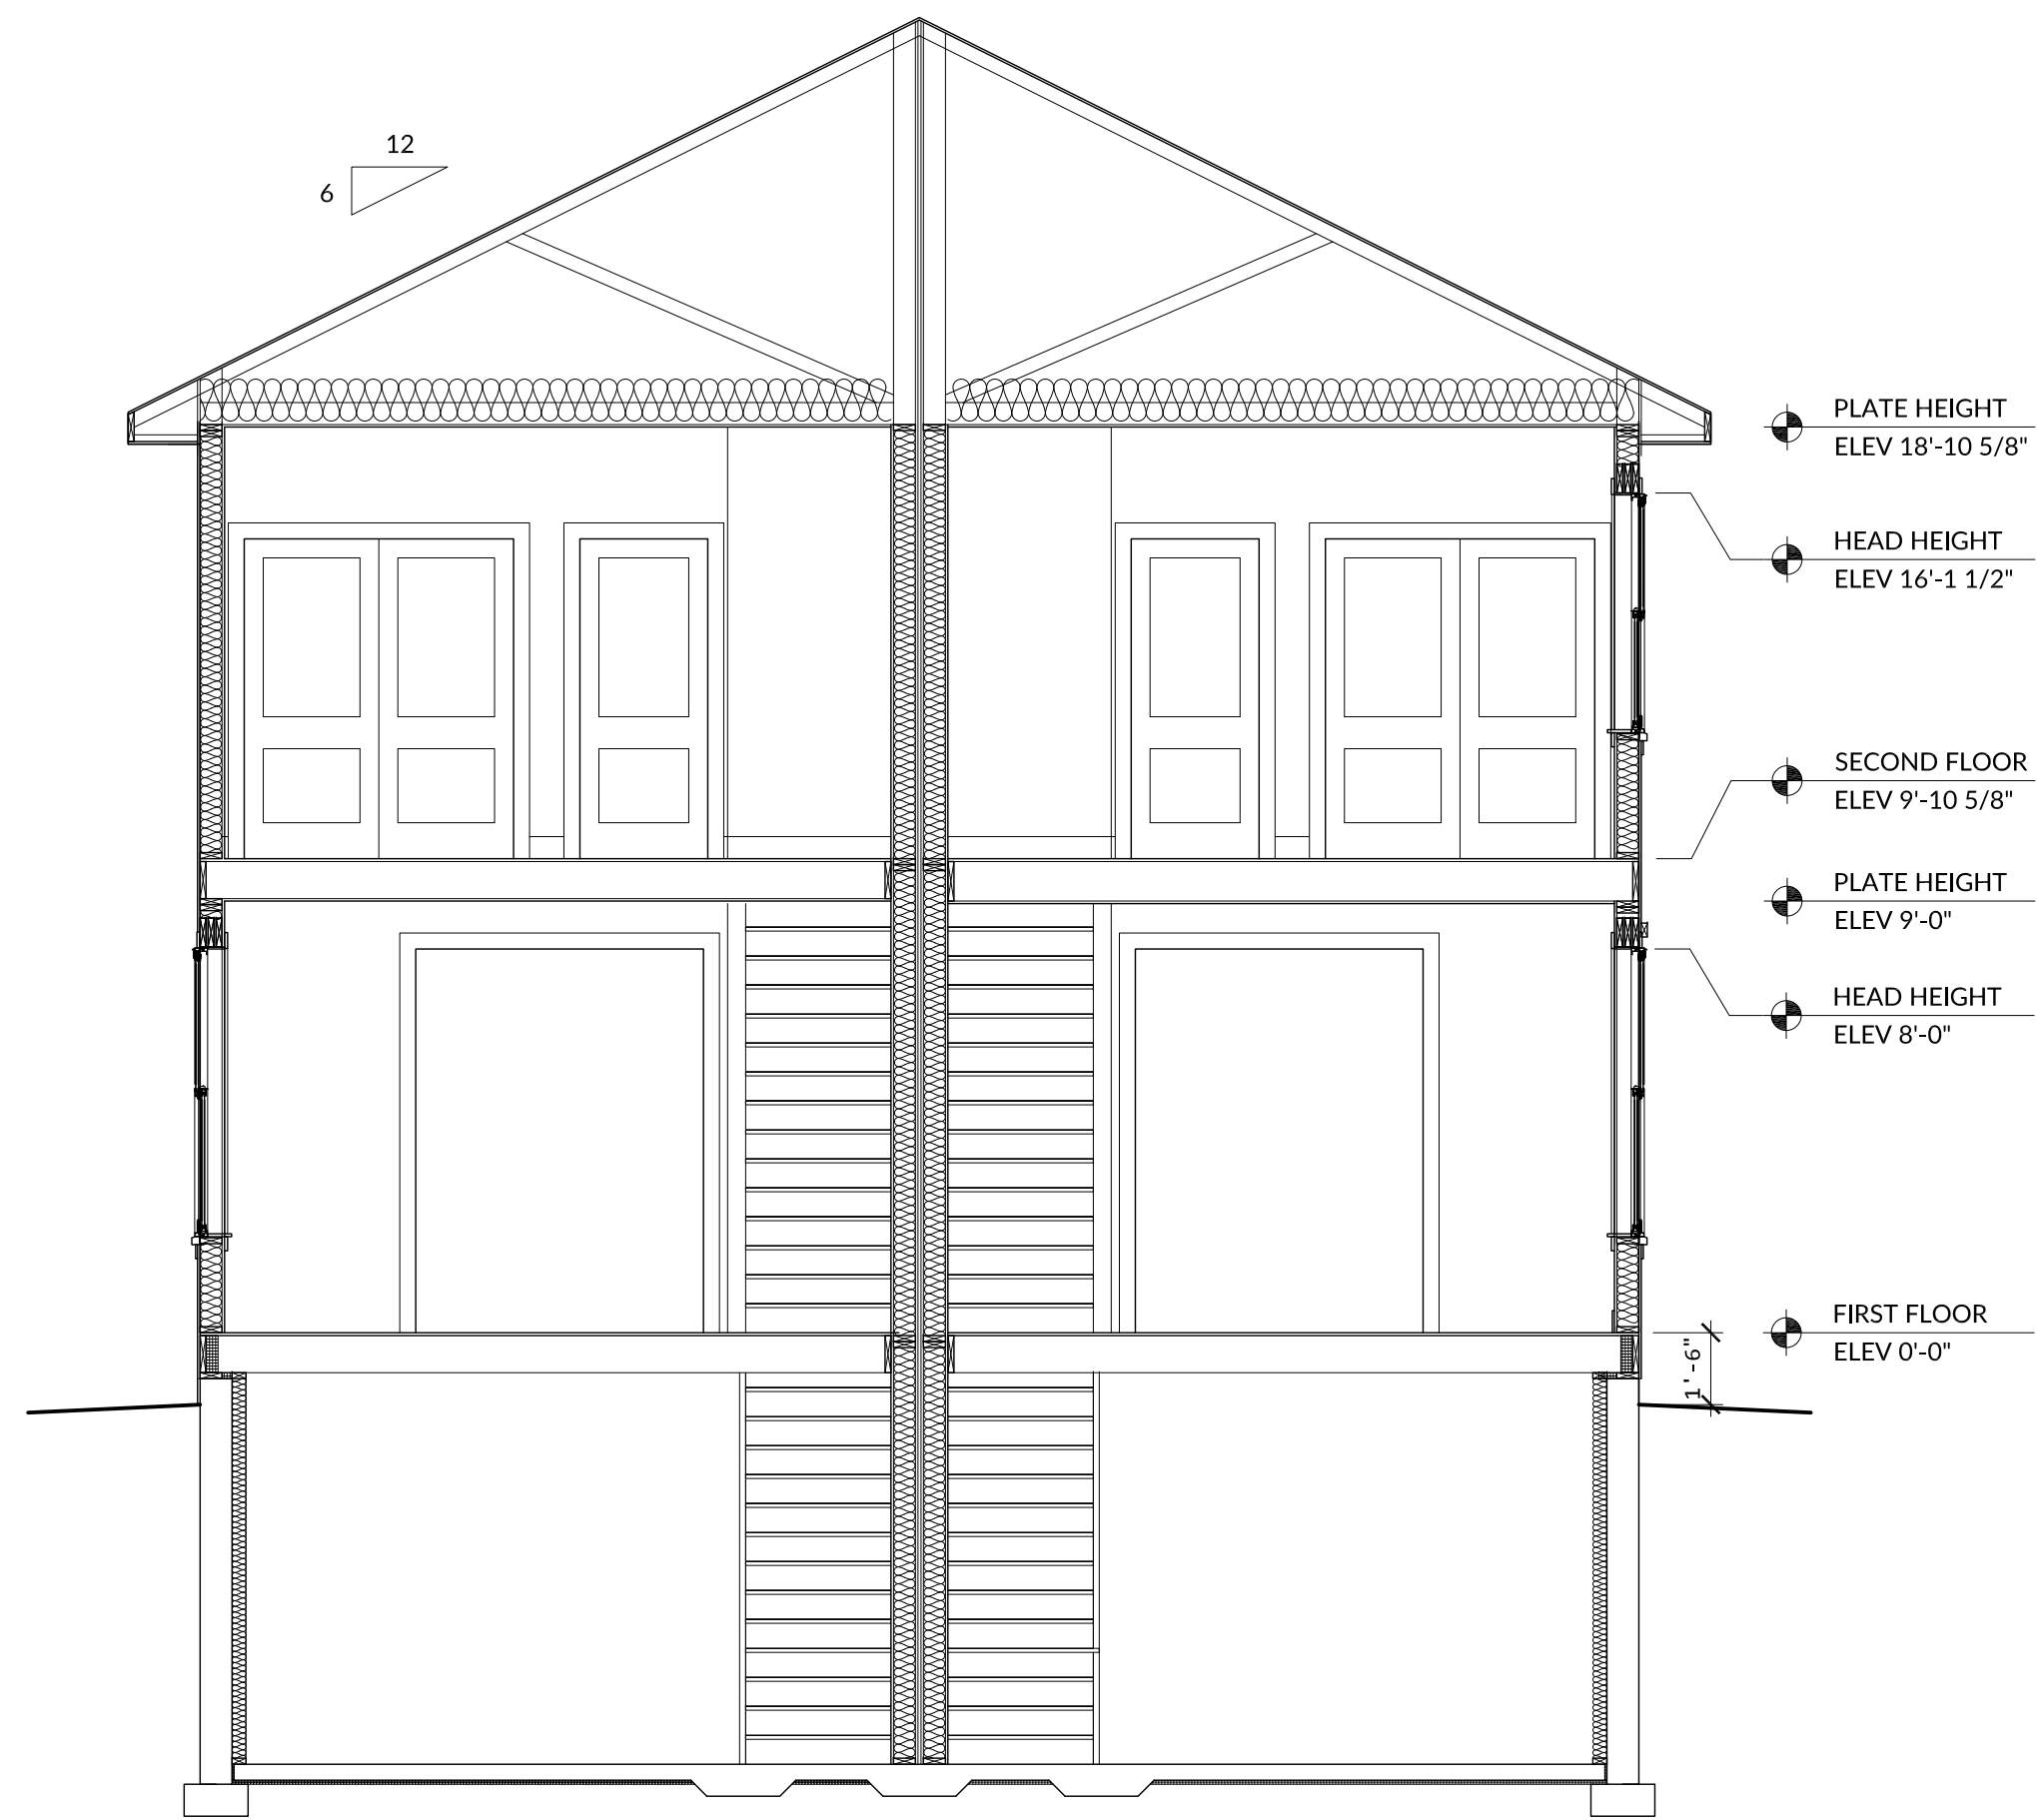 12
6
PLATE HEIGHT
ELEV 18'-10 5/8"
HEAD HEIGHT
ELEV 16'-1 1/2"
SECOND FLOOR
ELEV 9'-10 5/8"
PLATE HEIGHT
ELEV 9'-0"
HEAD HEIGHT
ELEV 8'-0"
FIRST FLOOR
ELEV 0'-0"
1'-6"